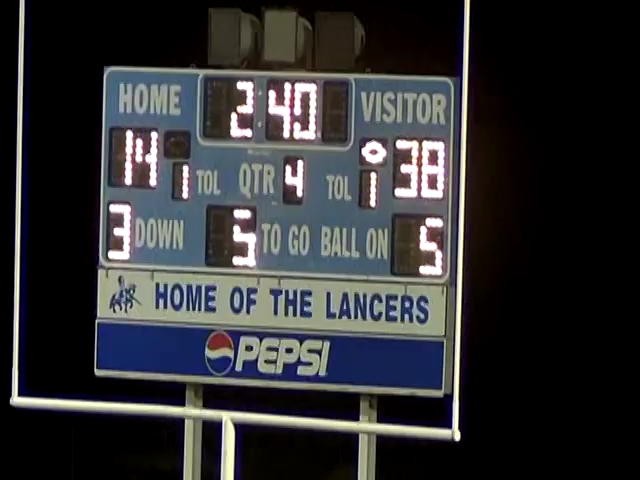 HOME 2:40 VISITOR
14 38
1 TOL QTR 4 TOL 1
3 DOWN 5 TO GO BALL ON 5
HOME OF THE LANCERS
PEPSI